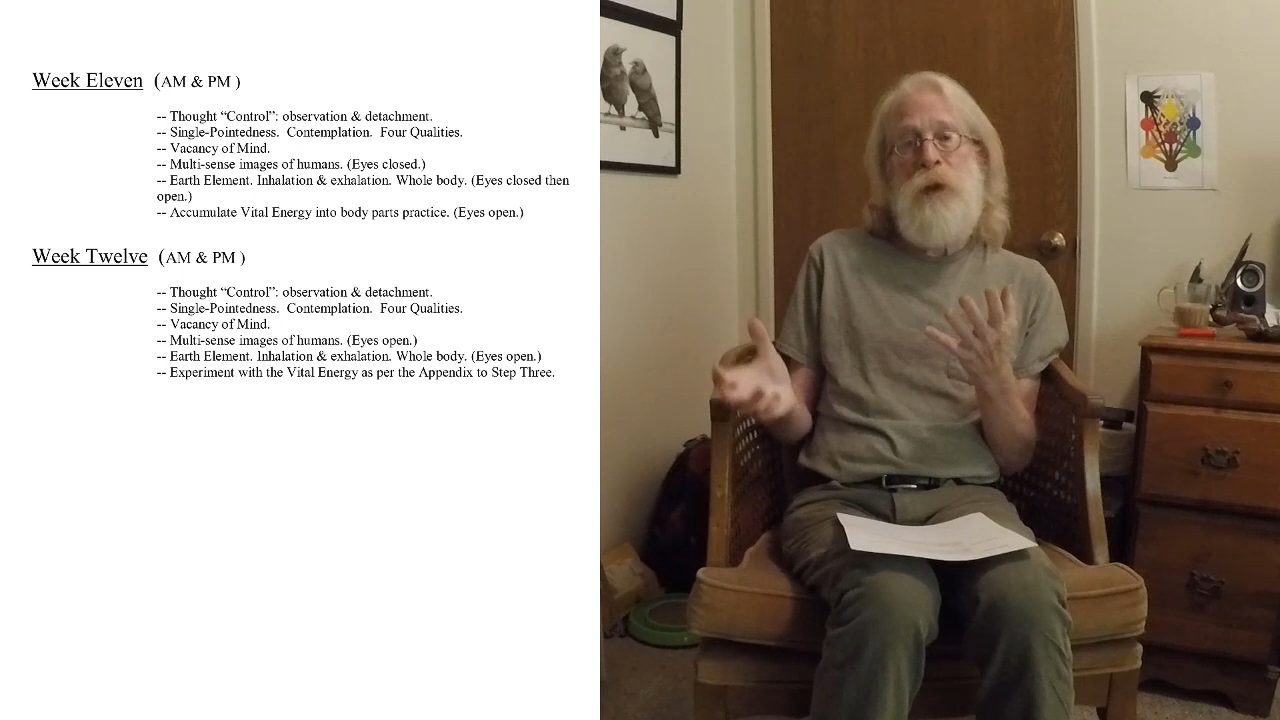 Week Eleven (AM & PM )
-- Thought “Control”: observation & detachment.
-- Single-Pointedness. Contemplation. Four Qualities.
-- Vacancy of Mind.
-- Multi-sense images of humans. (Eyes closed.)
-- Earth Element. Inhalation & exhalation. Whole body. (Eyes closed then
open.)
-- Accumulate Vital Energy into body parts practice. (Eyes open.)
Week Twelve (AM & PM )
-- Thought “Control”: observation & detachment.
-- Single-Pointedness. Contemplation. Four Qualities.
-- Vacancy of Mind.
-- Multi-sense images of humans. (Eyes open.)
-- Earth Element. Inhalation & exhalation. Whole body. (Eyes open.)
-- Experiment with the Vital Energy as per the Appendix to Step Three.